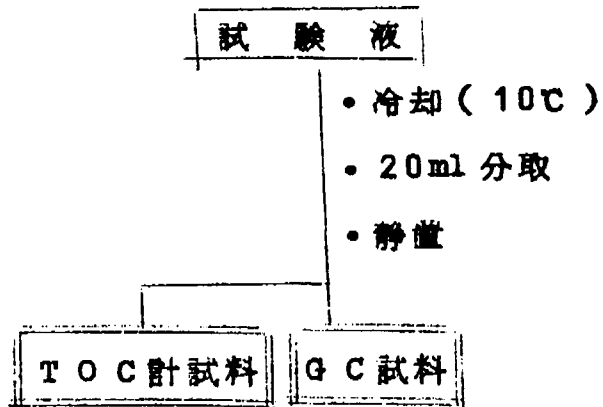 試験液
• 冷却(10℃)
• 20ml 分取
• 静置
TOC計試料
GC試料